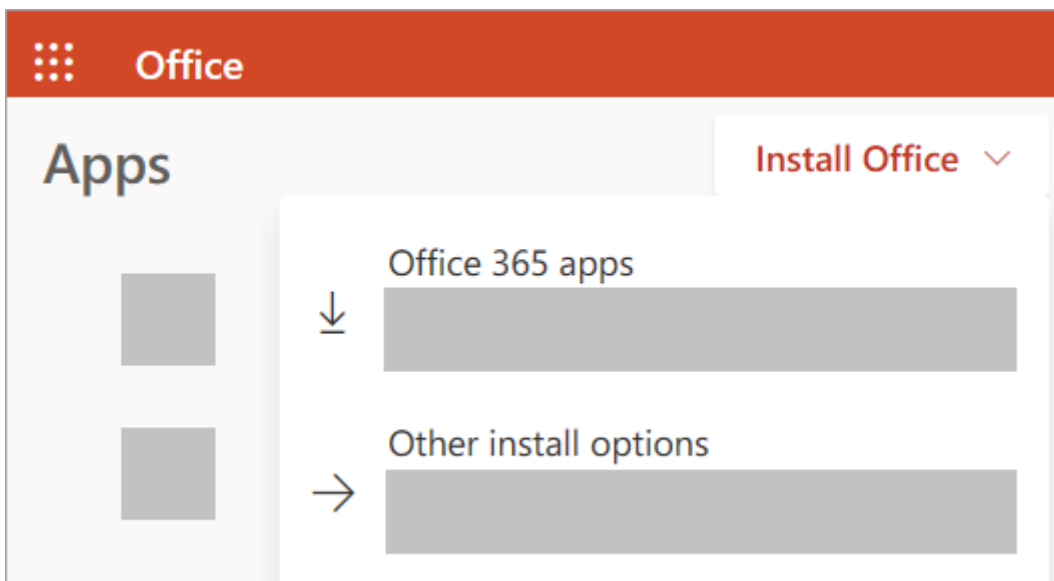 Office
Apps
Install Office
Office 365 apps
Other install options